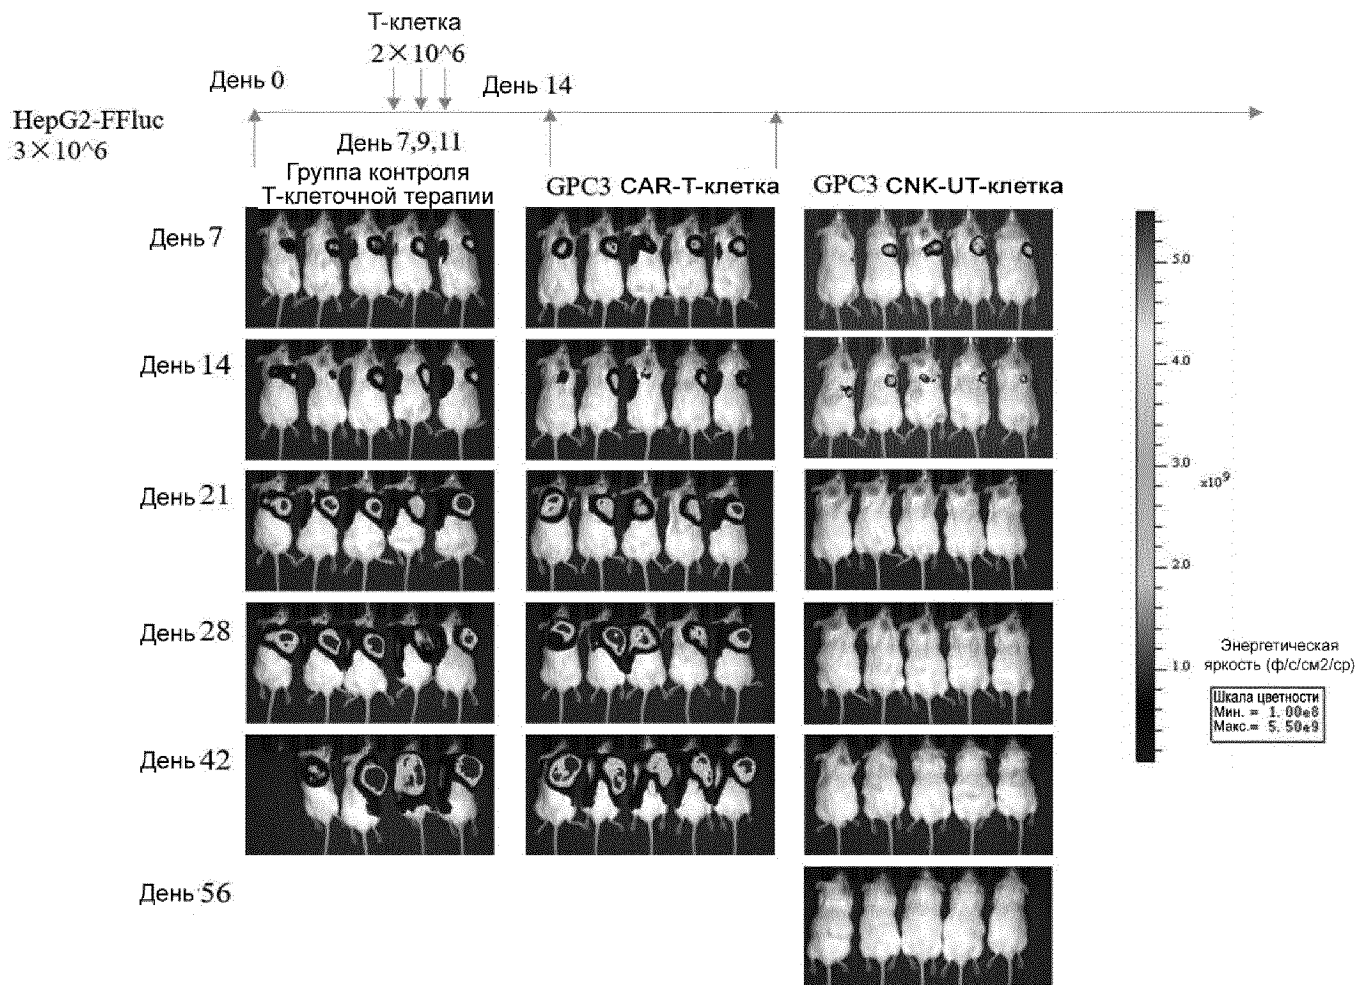 Т-клетка
2×10^6
День 0
День 14
HepG2-FFluc
3×10^6
День 7,9,11
Группа контроля
Т-клеточной терапии
GPC3 CAR-Т-клетка
GPC3 CNK-UT-клетка
День 7
День 14
День 21
День 28
День 42
День 56
5.0
4.0
3.0
x10^9
2.0
1.0
Энергетическая
яркость (ф/с/см2/ср)
Шкала цветности
Мин. = 1.00e8
Макс.= 5.50e9